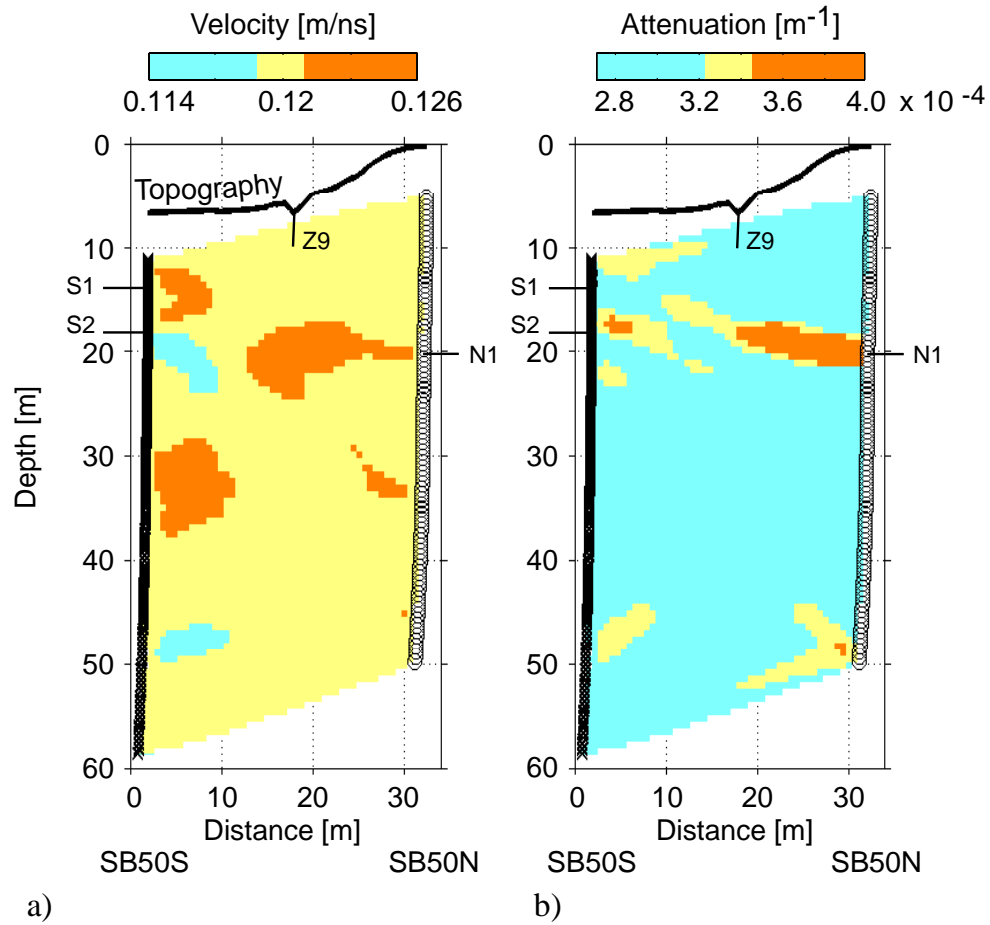 Velocity [m/ns]
0.114 0.12 0.126
Attenuation [m-1]
2.8 3.2 3.6 4.0 x 10 -4
0
10
20
30
40
50
60
Depth [m]
Topography
Z9
S1
S2
N1
0 10 20 30
Distance [m]
SB50S SB50N
a)
0
10
20
30
40
50
60
Z9
S1
S2
N1
0 10 20 30
Distance [m]
SB50S SB50N
b)